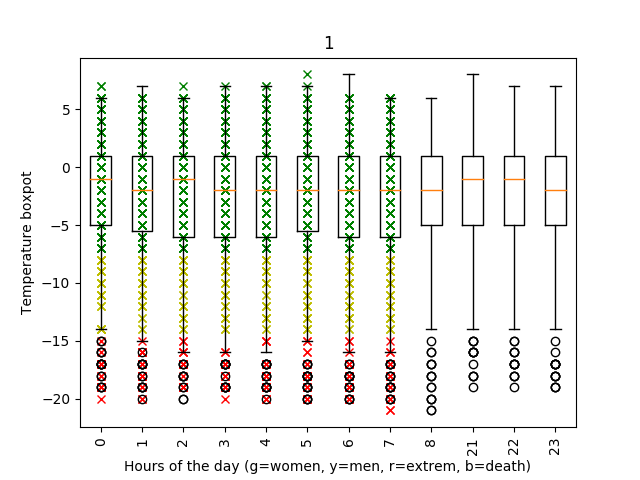 1
Temperature boxpot
5
0
−5
−10
−15
−20
0 1 2 3 4 5 6 7 8 21 22 23
Hours of the day (g=women, y=men, r=extrem, b=death)